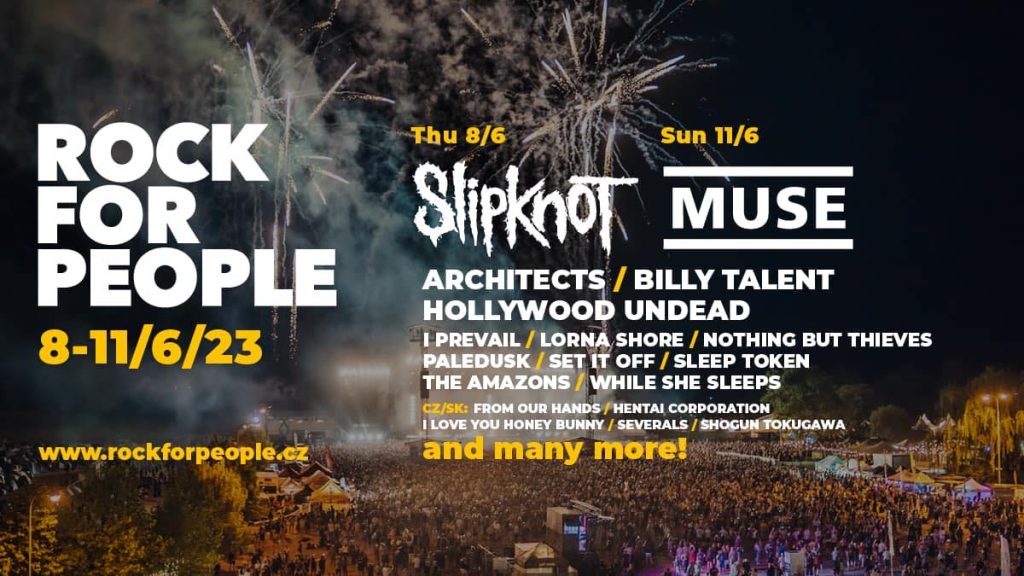 ROCK
FOR
PEOPLE
8-11/6/23
www.rockforpeople.cz
Thu 8/6
Slipknot
Sun 11/6
MUSE
ARCHITECTS / BILLY TALENT
HOLLYWOOD UNDEAD
I PREVAIL / LORNA SHORE / NOTHING BUT THIEVES
PALEDUSK / SET IT OFF / SLEEP TOKEN
THE AMAZONS / WHILE SHE SLEEPS
CZ/SK: FROM OUR HANDS / HENTAI CORPORATION
I LOVE YOU HONEY BUNNY / SEVERALS / SHOGUN TOKUGAWA
and many more!